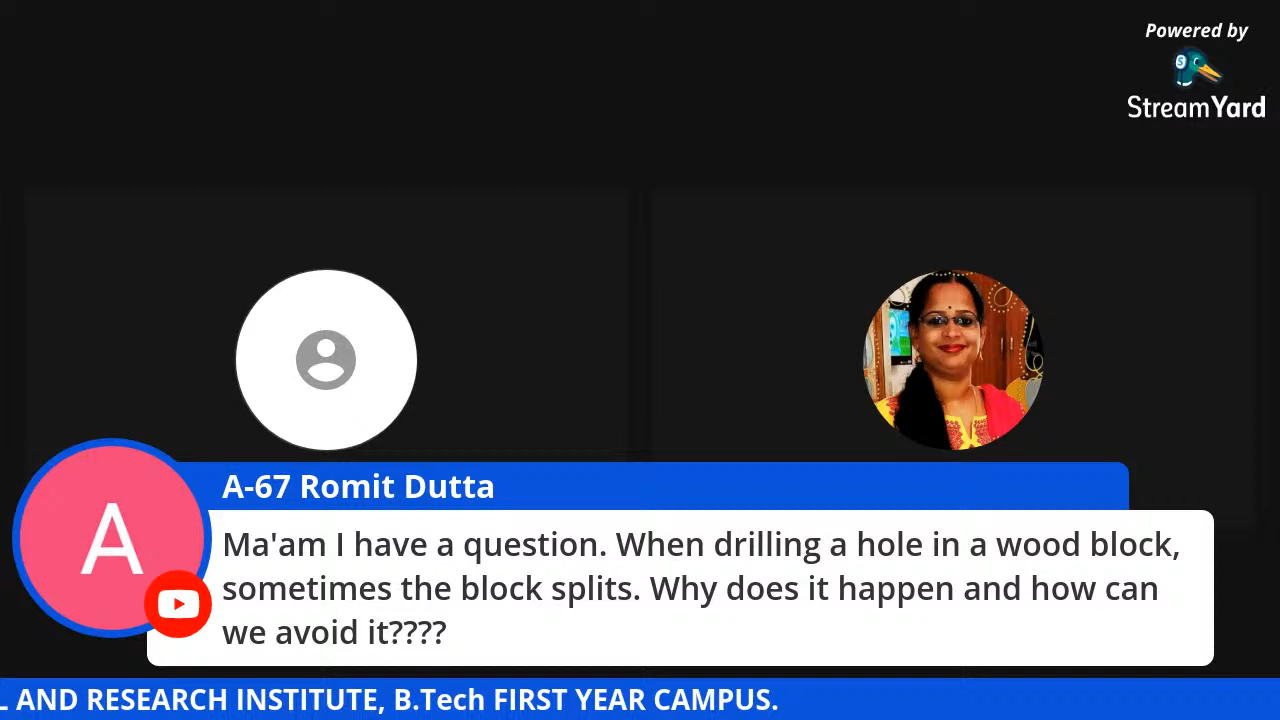 Powered by
StreamYard
A
A-67 Romit Dutta
Ma'am I have a question. When drilling a hole in a wood block,
sometimes the block splits. Why does it happen and how can
we avoid it????
L AND RESEARCH INSTITUTE, B.Tech FIRST YEAR CAMPUS.